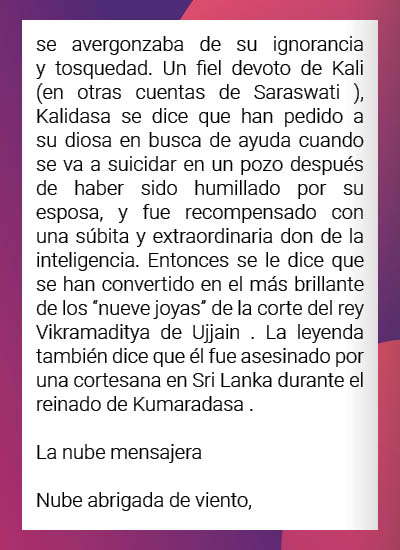 se avergonzaba de su ignorancia
y tosquedad. Un fiel devoto de Kali
(en otras cuentas de Saraswati ),
Kalidasa se dice que han pedido a
su diosa en busca de ayuda cuando
se va a suicidar en un pozo después
de haber sido humillado por su
esposa, y fue recompensado con
una súbita y extraordinaria don de la
inteligencia. Entonces se le dice que
se han convertido en el más brillante
de los “nueve joyas” de la corte del rey
Vikramaditya de Ujjain . La leyenda
también dice que él fue asesinado por
una cortesana en Sri Lanka durante el
reinado de Kumaradasa .
La nube mensajera
Nube abrigada de viento,